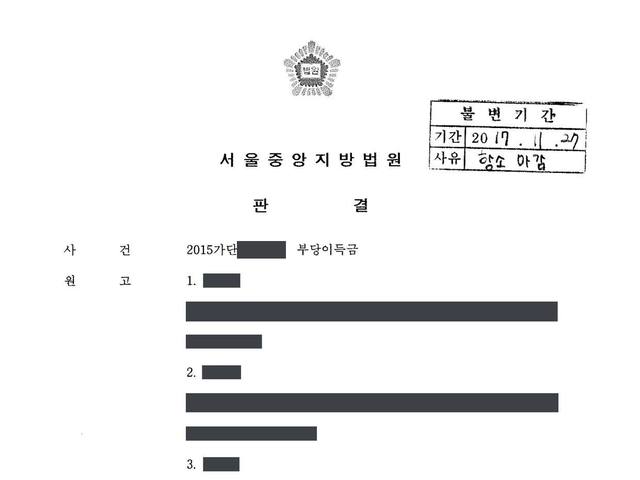 법원
불변기간
기간 2017. 11. 27
사유 항소 마감
서울중앙지방법원
판 결
사 건 2015가단 부당이득금
원 고 1.
2.
3.